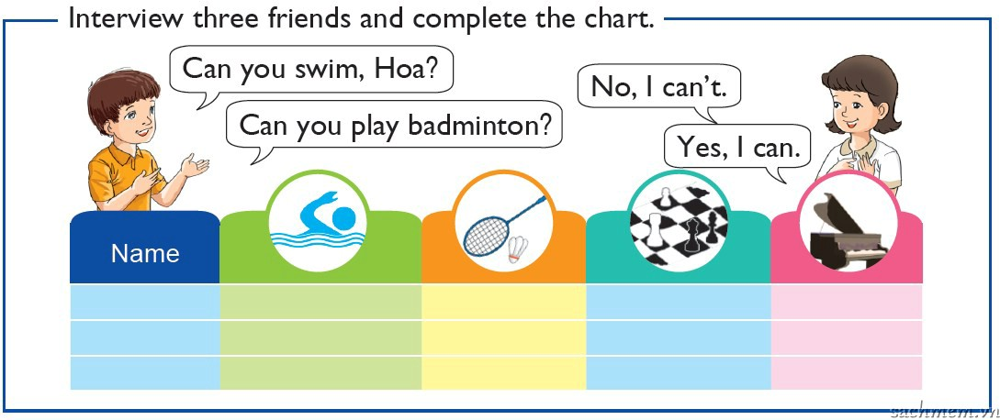 Interview three friends and complete the chart.
Can you swim, Hoa?
No, I can't.
Can you play badminton?
Yes, I can.
Name
sachmem.vn